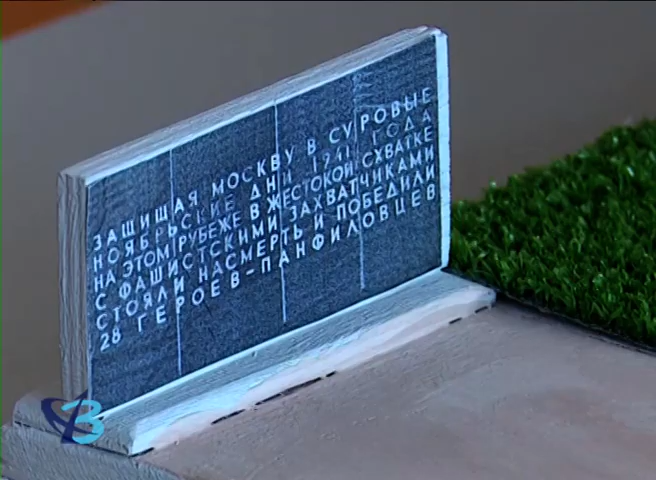 ЗАЩИЩАЯ МОСКВУ В СУРОВЫЕ
НОЯБРЬСКИЕ ДНИ 1941 ГОДА
НА ЭТОМ РУБЕЖЕ В ЖЕСТОКОЙ СХВАТКЕ
С ФАШИСТСКИМИ ЗАХВАТЧИКАМИ
СТОЯЛИ НАСМЕРТЬ И ПОБЕДИЛИ
28 ГЕРОЕВ-ПАНФИЛОВЦЕВ